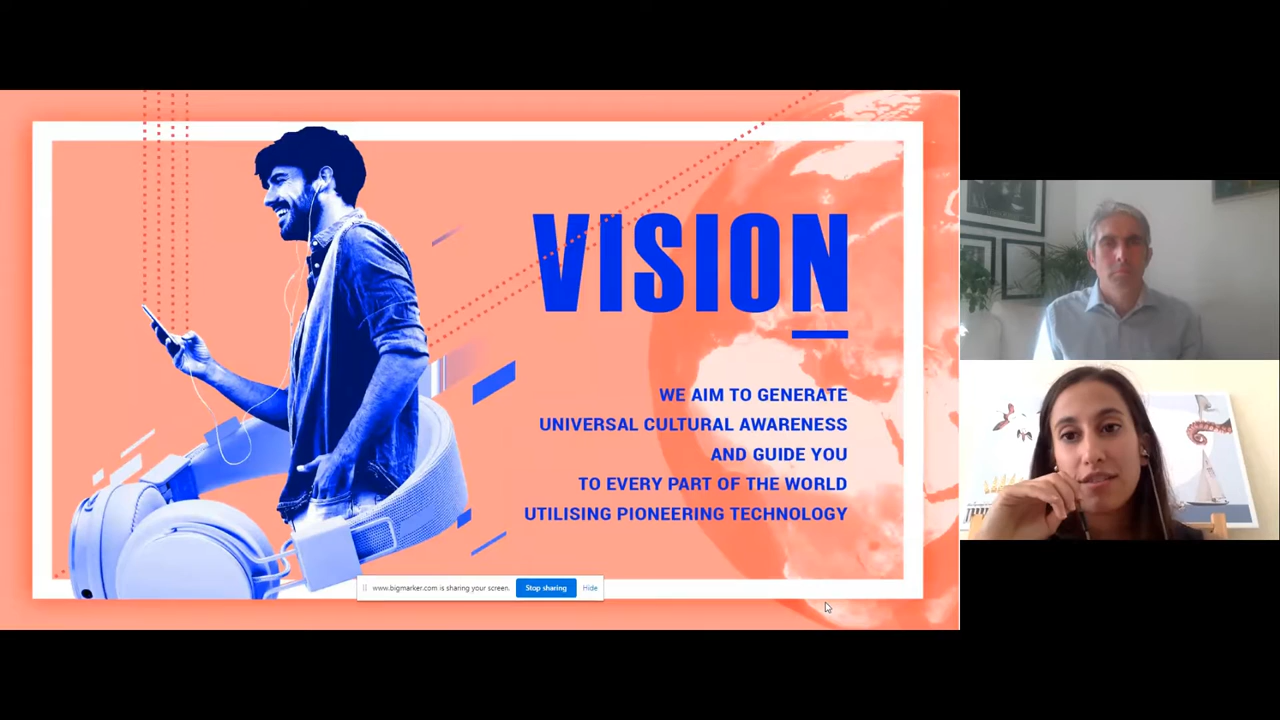 VISION
WE AIM TO GENERATE
UNIVERSAL CULTURAL AWARENESS
AND GUIDE YOU
TO EVERY PART OF THE WORLD
UTILISING PIONEERING TECHNOLOGY
www.bigmarker.com is sharing your screen. Stop sharing Hide